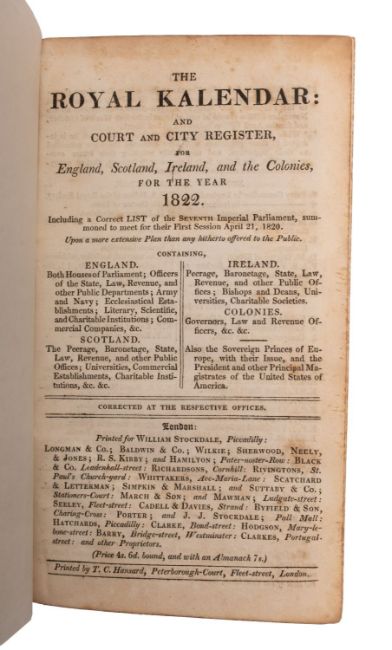 THE
ROYAL KALENDAR:
AND
COURT AND CITY REGISTER,
FOR
England, Scotland, Ireland, and the Colonies,
FOR THE YEAR
1822.
Including a Correct LIST of the SEVENTH Imperial Parliament, sum-
moned to meet for their First Session April 21, 1820.
Upon a more extensive Plan than any hitherto offered to the Public.
CONTAINING,
ENGLAND.
Both Houses of Parliament; Officers
of the State, Law, Revenue, and
other Public Departments; Army
and Navy; Ecclesiastical Esta-
blishments; Literary, Scientific,
and Charitable Institutions; Com-
mercial Companies, &c.
SCOTLAND.
The Peerage, Baronetage, State,
Law, Revenue, and other Public
Offices; Universities, Commercial
Establishments, Charitable Insti-
tutions, &c. &c.
IRELAND.
Peerage, Baronetage, State, Law,
Revenue, and other Public Of-
fices; Bishops and Deans, Uni-
versities, Charitable Societies.
COLONIES.
Governors, Law and Revenue Of-
ficers, &c. &c.
Also the Sovereign Princes of Eu-
rope, with their Issue, and the
President and other Principal Ma-
gistrates of the United States of
America.
CORRECTED AT THE RESPECTIVE OFFICES.
London:
Printed for WILLIAM STOCKDALE, Piccadilly:
LONGMAN & Co.; BALDWIN & Co.; WILKIE; SHERWOOD, NEELY,
& JONES; R. S. KIRBY; and HAMILTON; Pater-noster-Row: BLACK
& Co. Leadenhall-street: RICHARDSONS, Cornhill: RIVINGTONS, St.
Paul's Church-yard: WHITTAKERS, Ave-Maria-Lane: SCATCHARD
& LETTERMAN; SIMPKIN & MARSHALL; and SUTTABY & Co.;
Stationers-Court: MARCH & SON; and MAWMAN; Ludgate-street:
SEELEY, Fleet-street: CADELL & DAVIES, Strand: BYFIELD & SON,
Charing-Cross: PORTER; and J. J. STOCKDALE; Pall Mall:
HATCHARDS, Piccadilly: CLARKE, Bond-street: HODGSON, Mary-le-
bone-street: BARRY, Bridge-street, Westminster: CLARKES, Portugal-
street: and other Proprietors.
(Price 4s. 6d. bound, and with an Almanach 7s.)
Printed by T. C. Hansard, Peterborough-Court, Fleet-street, London.